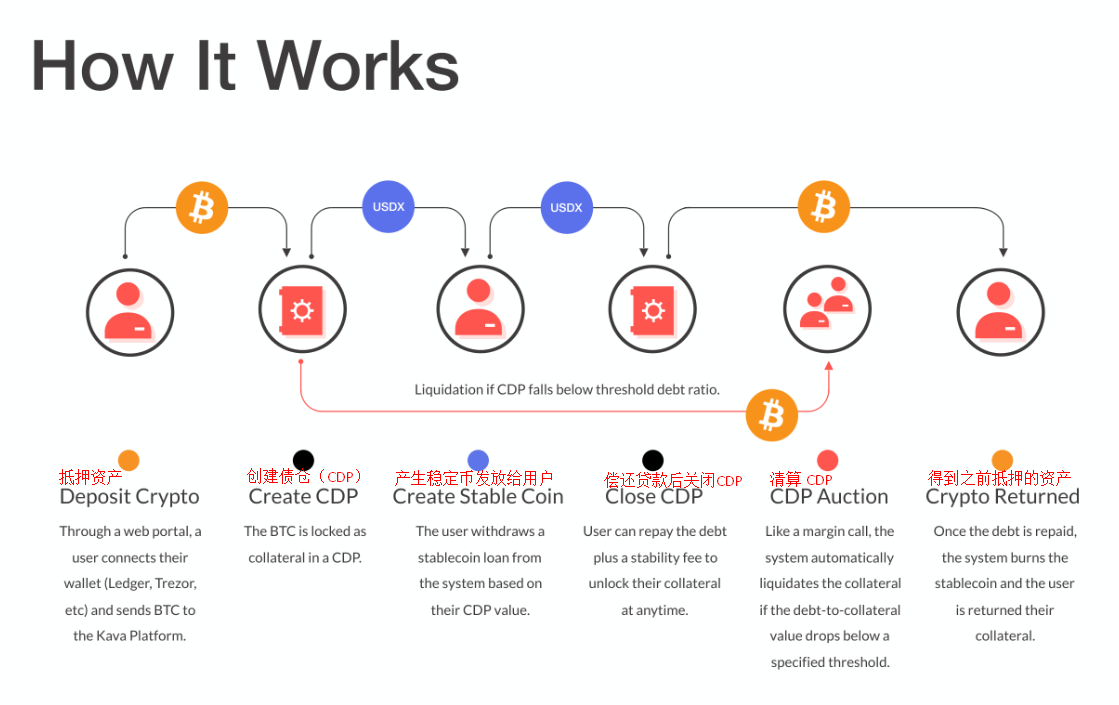 How It Works
USDX
USDX
Liquidation if CDP falls below threshold debt ratio.
抵押资产
Deposit Crypto
Through a web portal, a
user connects their
wallet (Ledger, Trezor,
etc) and sends BTC to
the Kava Platform.
创建债仓（CDP）
Create CDP
The BTC is locked as
collateral in a CDP.
产生稳定币发放给用户
Create Stable Coin
The user withdraws a
stablecoin loan from
the system based on
their CDP value.
偿还贷款后关闭CDP
Close CDP
User can repay the debt
plus a stability fee to
unlock their collateral
at anytime.
清算 CDP
CDP Auction
Like a margin call, the
system automatically
liquidates the collateral
if the debt-to-collateral
value drops below a
specified threshold.
得到之前抵押的资产
Crypto Returned
Once the debt is repaid,
the system burns the
stablecoin and the user
is returned their
collateral.